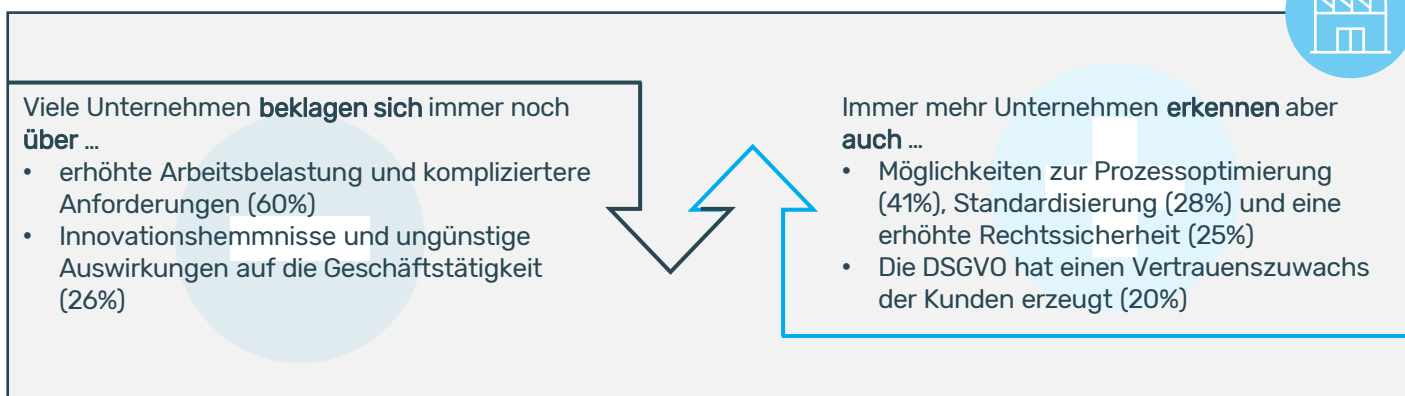 Viele Unternehmen beklagen sich immer noch
über ...
• erhöhte Arbeitsbelastung und kompliziertere
Anforderungen (60%)
• Innovationshemmnisse und ungünstige
Auswirkungen auf die Geschäftstätigkeit
(26%)
Immer mehr Unternehmen erkennen aber
auch ...
• Möglichkeiten zur Prozessoptimierung
(41%), Standardisierung (28%) und eine
erhöhte Rechtssicherheit (25%)
• Die DSGVO hat einen Vertrauenszuwachs
der Kunden erzeugt (20%)